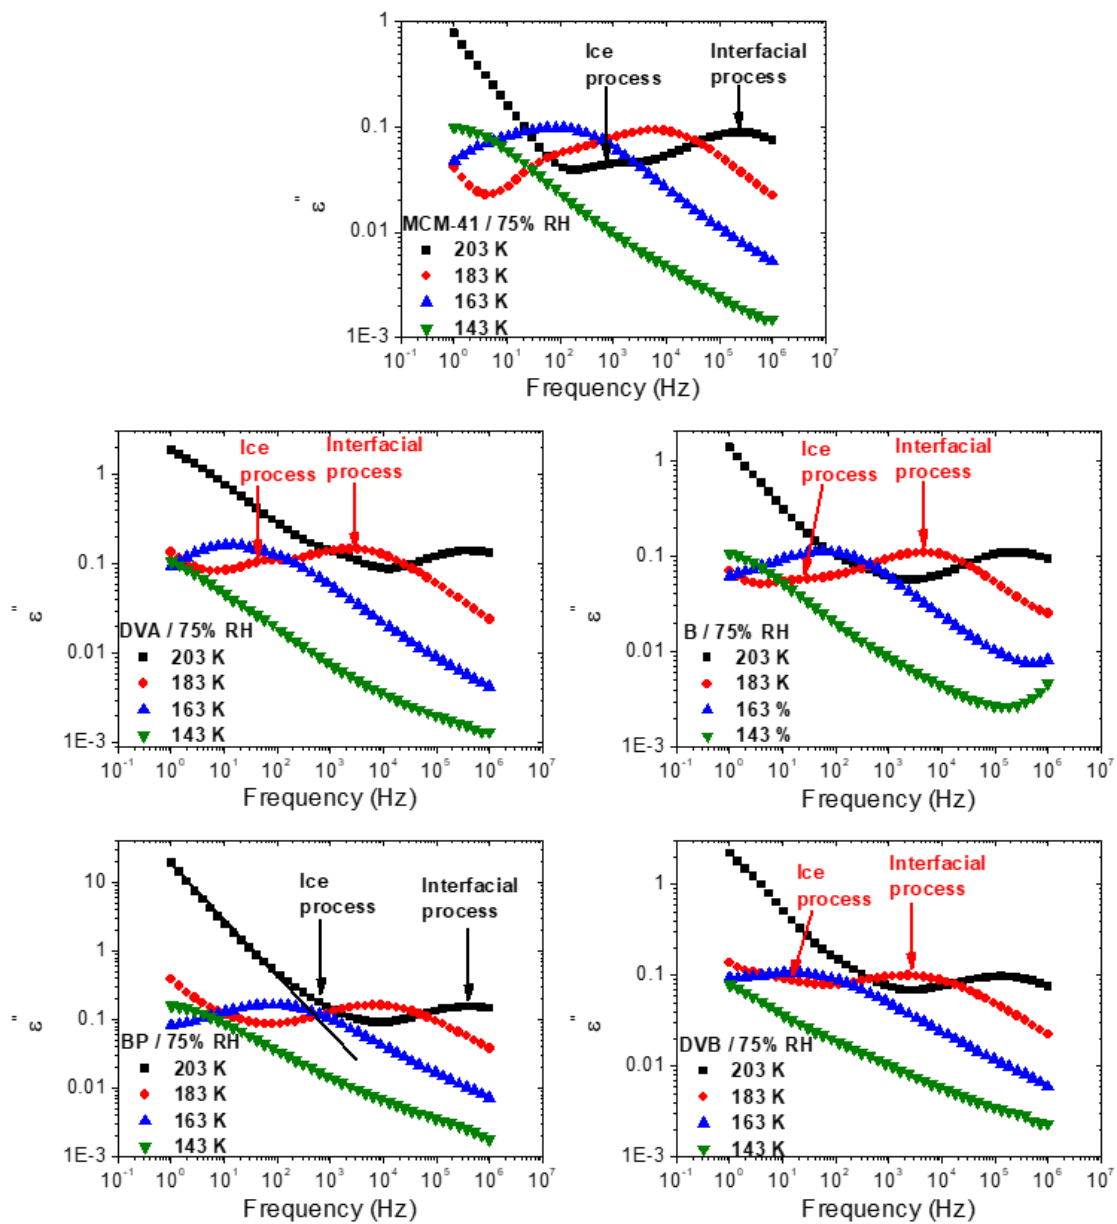 1
Ice
process
Interfacial
process
0.1
ε"
0.01
MCM-41 / 75% RH
203 K
183 K
163 K
143 K
1E-3
10⁻¹ 10⁰ 10¹ 10² 10³ 10⁴ 10⁵ 10⁶ 10⁷
Frequency (Hz)
Ice
process
Interfacial
process
1
0.1
ε"
0.01
DVA / 75% RH
203 K
183 K
163 K
143 K
1E-3
10⁻¹ 10⁰ 10¹ 10² 10³ 10⁴ 10⁵ 10⁶ 10⁷
Frequency (Hz)
Ice
process
Interfacial
process
1
0.1
ε"
0.01
B / 75% RH
203 K
183 K
163 %
143 %
1E-3
10⁻¹ 10⁰ 10¹ 10² 10³ 10⁴ 10⁵ 10⁶ 10⁷
Frequency (Hz)
10
Ice
process
Interfacial
process
1
0.1
ε"
BP / 75% RH
0.01
203 K
183 K
163 K
143 K
1E-3
10⁻¹ 10⁰ 10¹ 10² 10³ 10⁴ 10⁵ 10⁶ 10⁷
Frequency (Hz)
Ice
process
Interfacial
process
1
0.1
ε"
DVB / 75% RH
0.01
203 K
183 K
163 K
143 K
1E-3
10⁻¹ 10⁰ 10¹ 10² 10³ 10⁴ 10⁵ 10⁶ 10⁷
Frequency (Hz)